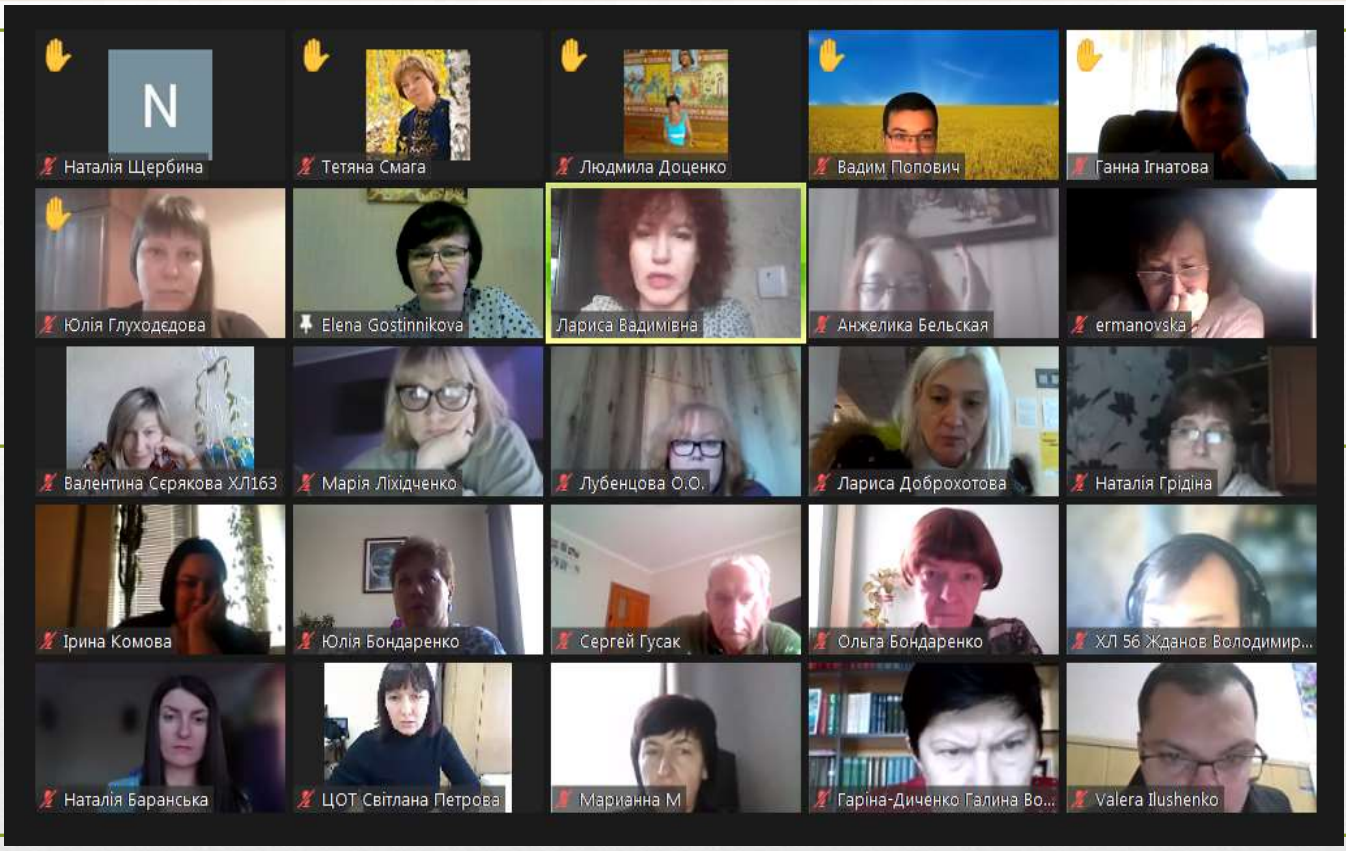 N
Наталія Щербина
Тетяна Смага
Людмила Доценко
Вадим Попович
Ганна Ігнатова
Юлія Глуходєдова
Elena Gostinnikova
Лариса Вадимівна
Анжелика Бельская
ermanovska
Валентина Сєрякова ХЛ163
Марія Ліхідченко
Лубенцова О.О.
Лариса Доброхотова
Наталія Грідіна
Ірина Комова
Юлія Бондаренко
Сергей Гусак
Ольга Бондаренко
ХЛ 56 Жданов Володимир...
Наталія Баранська
ЦОТ Світлана Петрова
Марианна М
Гаріна-Диченко Галина Во...
Valera Ilushenko